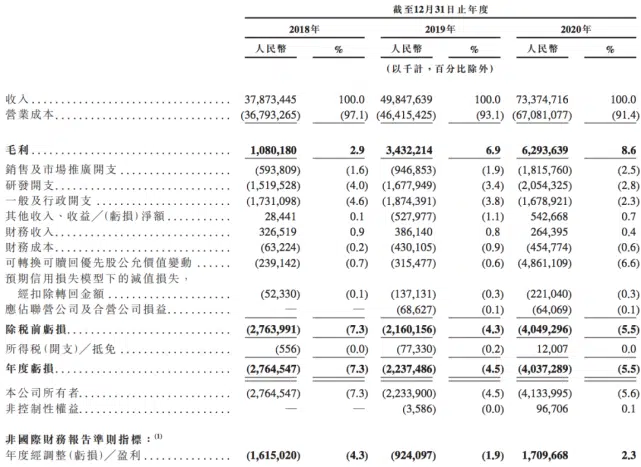 截至12月31日止年度
2018年 2019年 2020年
人民幣 % 人民幣 % 人民幣 %
(以千計，百分比除外)
收入 37,873,445 100.0 49,847,639 100.0 73,374,716 100.0
營業成本 (36,793,265) (97.1) (46,415,425) (93.1) (67,081,077) (91.4)
毛利 1,080,180 2.9 3,432,214 6.9 6,293,639 8.6
銷售及市場推廣開支 (593,809) (1.6) (946,853) (1.9) (1,815,760) (2.5)
研發開支 (1,519,528) (4.0) (1,677,949) (3.4) (2,054,325) (2.8)
一般及行政開支 (1,731,098) (4.6) (1,874,391) (3.8) (1,678,921) (2.3)
其他收入、收益╱(虧損)淨額 28,441 0.1 (527,977) (1.1) 542,668 0.7
財務收入 326,519 0.9 386,140 0.8 264,395 0.4
財務成本 (63,224) (0.2) (430,105) (0.9) (454,774) (0.6)
可轉換可贖回優先股公允價值變動 (239,142) (0.7) (315,477) (0.6) (4,861,109) (6.6)
預期信用損失模型下的減值損失，
經扣除轉回金額 (52,330) (0.1) (137,131) (0.3) (221,040) (0.3)
應佔聯營公司及合營公司損益 — — (68,627) (0.1) (64,069) (0.1)
除税前虧損 (2,763,991) (7.3) (2,160,156) (4.3) (4,049,296) (5.5)
所得税(開支)╱抵免 (556) (0.0) (77,330) (0.2) 12,007 0.0
年度虧損 (2,764,547) (7.3) (2,237,486) (4.5) (4,037,289) (5.5)
本公司所有者 (2,764,547) (7.3) (2,233,900) (4.5) (4,133,995) (5.6)
非控制性權益 — — (3,586) (0.0) 96,706 0.1
非國際財務報告準則指標：(1)
年度經調整(虧損)╱盈利 (1,615,020) (4.3) (924,097) (1.9) 1,709,668 2.3